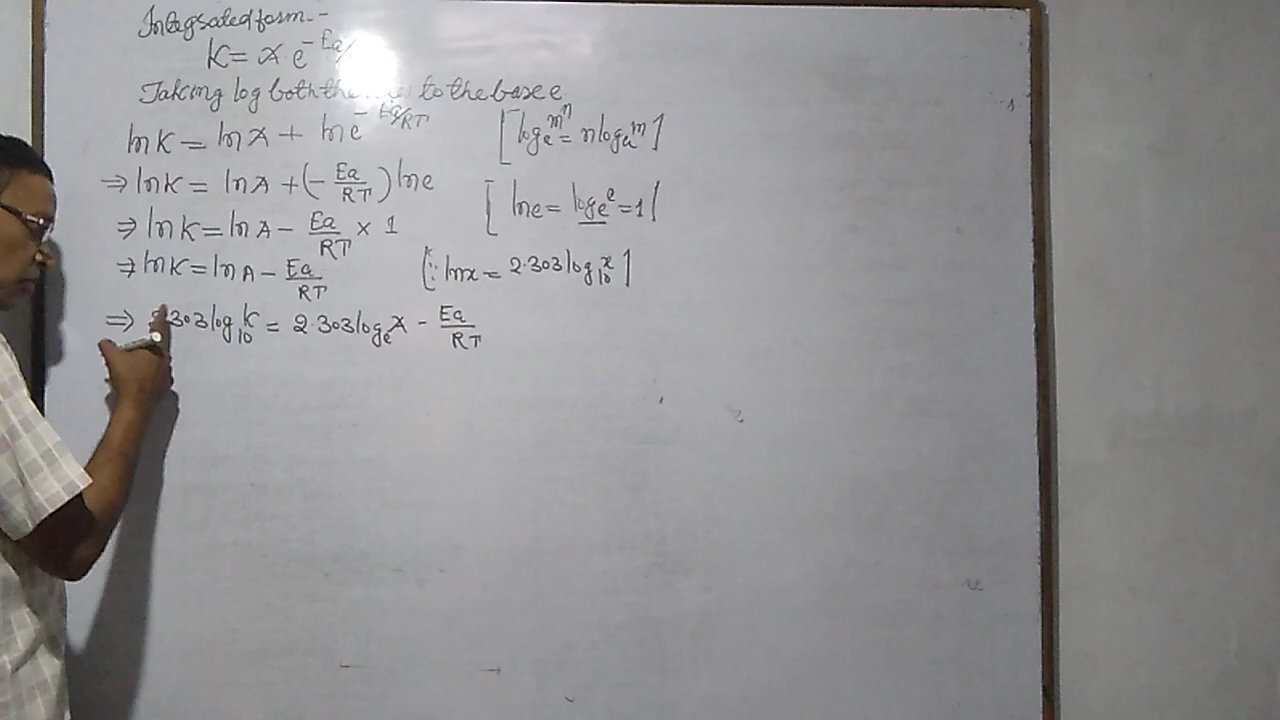 Integrated form:-
K = A e^-Ea/
Taking log both the to the base e
ln K = ln A + ln e^-Ea/RT [log_e m^n = n log_e m]
⇒ ln K = ln A + (-Ea/RT) ln e [ln e = log_e e = 1]
⇒ ln K = ln A - Ea/RT × 1
⇒ ln K = ln A - Ea/RT (∵ ln x = 2.303 log_10 x]
⇒ 303 log_10 K = 2.303 log_e A - Ea/RT